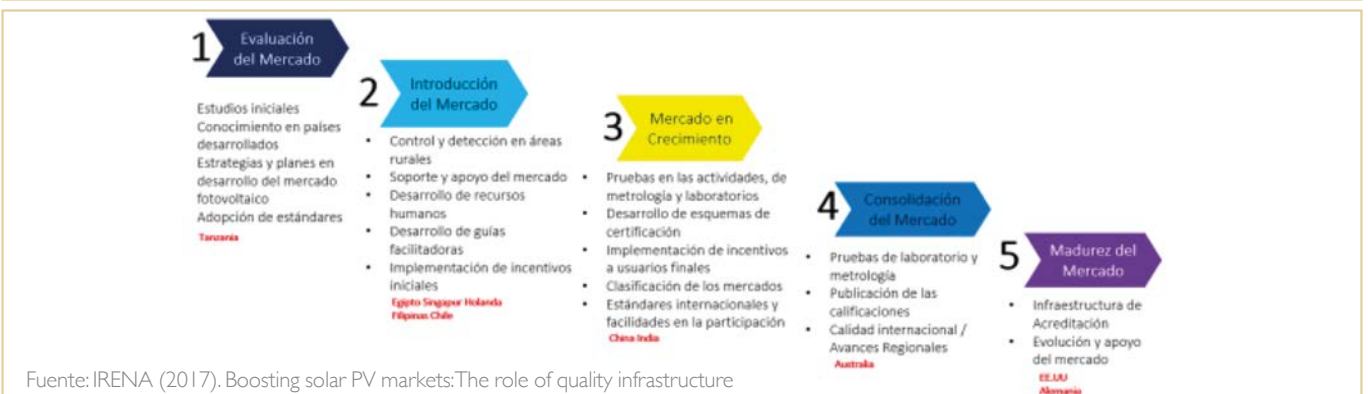 1
Evaluación
del Mercado
Estudios iniciales
Conocimiento en países
desarrollados
Estrategias y planes en
desarrollo del mercado
fotovoltaico
Adopción de estándares
Tanzania
2
Introducción
del Mercado
• Control y detección en áreas
rurales
• Soporte y apoyo del mercado
• Desarrollo de recursos
humanos
• Desarrollo de guías
facilitadoras
• Implementación de incentivos
iniciales
Egipto Singapur Holanda
Filipinas Chile
3
Mercado en
Crecimiento
• Pruebas en las actividades, de
metrología y laboratorios
• Desarrollo de esquemas de
certificación
• Implementación de incentivos
a usuarios finales
• Clasificación de los mercados
• Estándares internacionales y
facilidades en la participación
China India
4
Consolidación
del Mercado
• Pruebas de laboratorio y
metrología
• Publicación de las
calificaciones
• Calidad internacional /
Avances Regionales
Australia
5
Madurez del
Mercado
• Infraestructura de
Acreditación
• Evolución y apoyo
del mercado
EE.UU
Alemania
Fuente: IRENA (2017). Boosting solar PV markets: The role of quality infrastructure